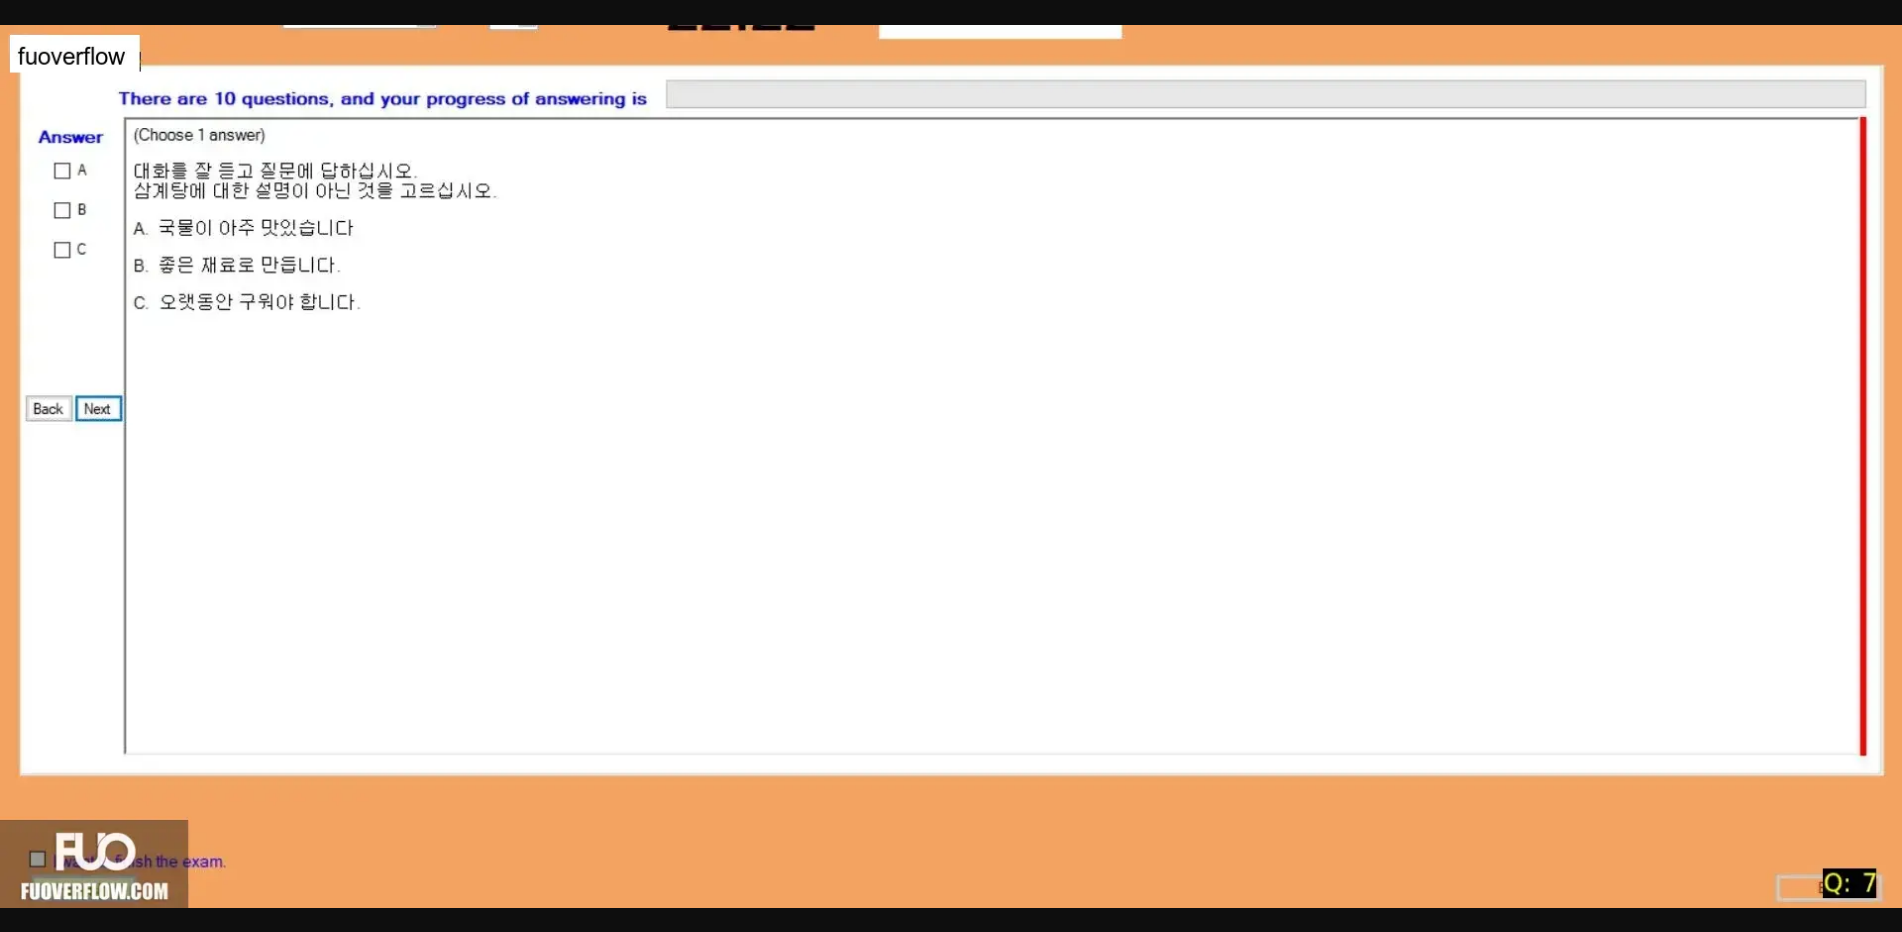 fuoverflow
There are 10 questions, and your progress of answering is
Answer
(Choose 1 answer)
A
B
C
대화를 잘 듣고 질문에 답하십시오.
삼계탕에 대한 설명이 아닌 것을 고르십시오.
A. 국물이 아주 맛있습니다
B. 좋은 재료로 만듭니다.
C. 오랫동안 구워야 합니다.
Back Next
FUO
finish the exam.
FUOVERFLOW.COM
Q: 7